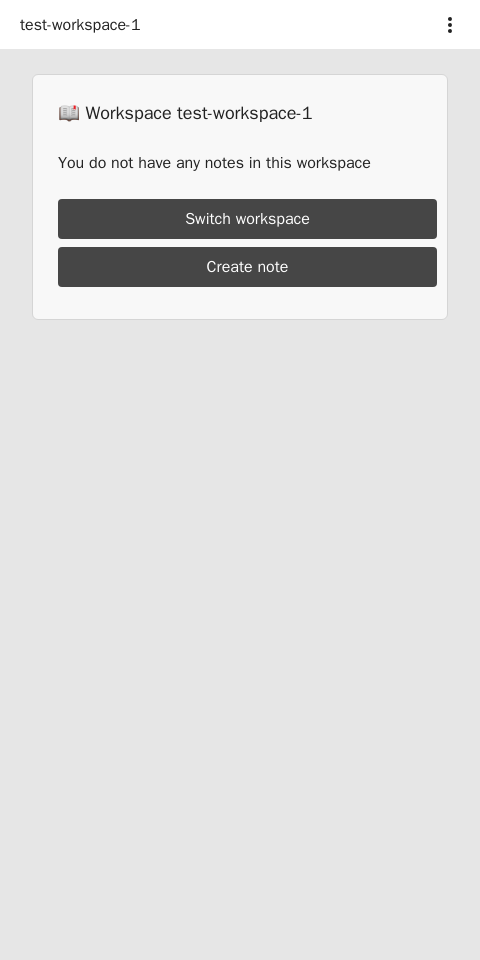 test-workspace-1
📖 Workspace test-workspace-1
You do not have any notes in this workspace
Switch workspace
Create note